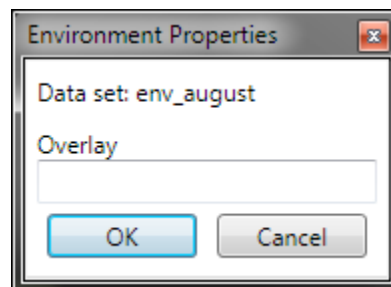 Environment Properties
Data set: env_august
Overlay
OK Cancel